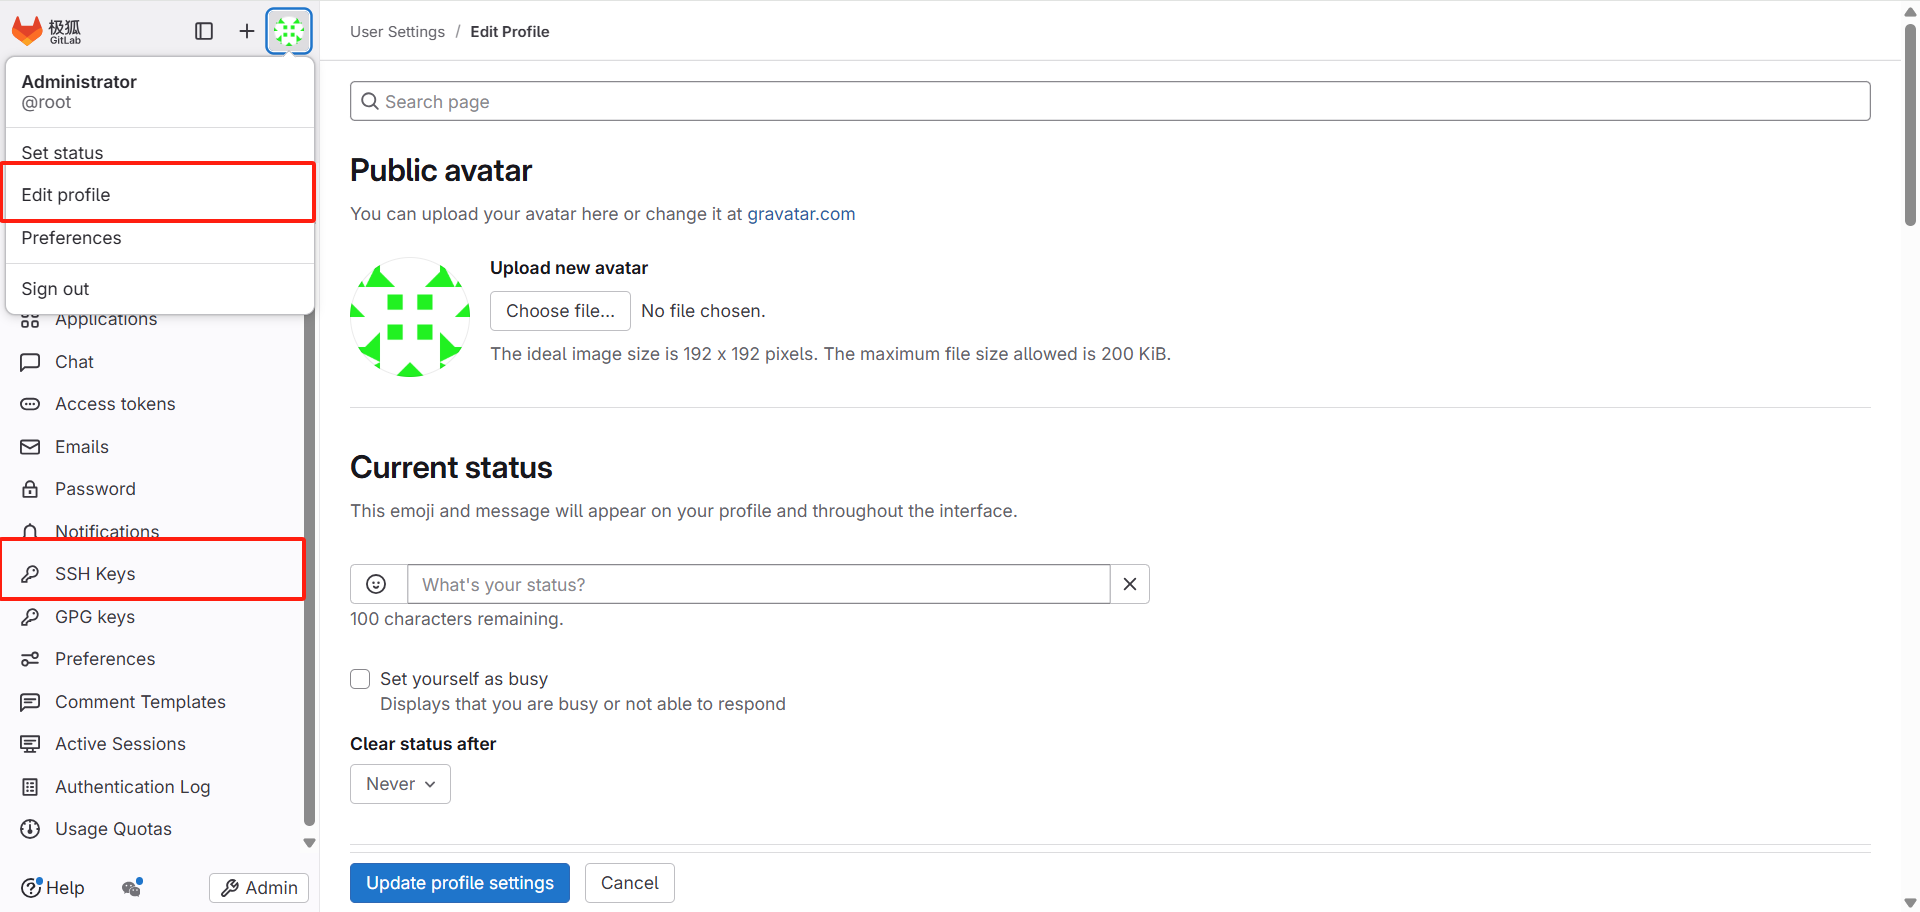 极狐
GitLab
User Settings / Edit Profile
Administrator
@root
Set status
Edit profile
Preferences
Sign out
Applications
Chat
Access tokens
Emails
Password
Notifications
SSH Keys
GPG keys
Preferences
Comment Templates
Active Sessions
Authentication Log
Usage Quotas
Help
Admin
Search page
Public avatar
You can upload your avatar here or change it at gravatar.com
Upload new avatar
Choose file... No file chosen.
The ideal image size is 192 x 192 pixels. The maximum file size allowed is 200 KiB.
Current status
This emoji and message will appear on your profile and throughout the interface.
What's your status?
100 characters remaining.
Set yourself as busy
Displays that you are busy or not able to respond
Clear status after
Never
Update profile settings Cancel